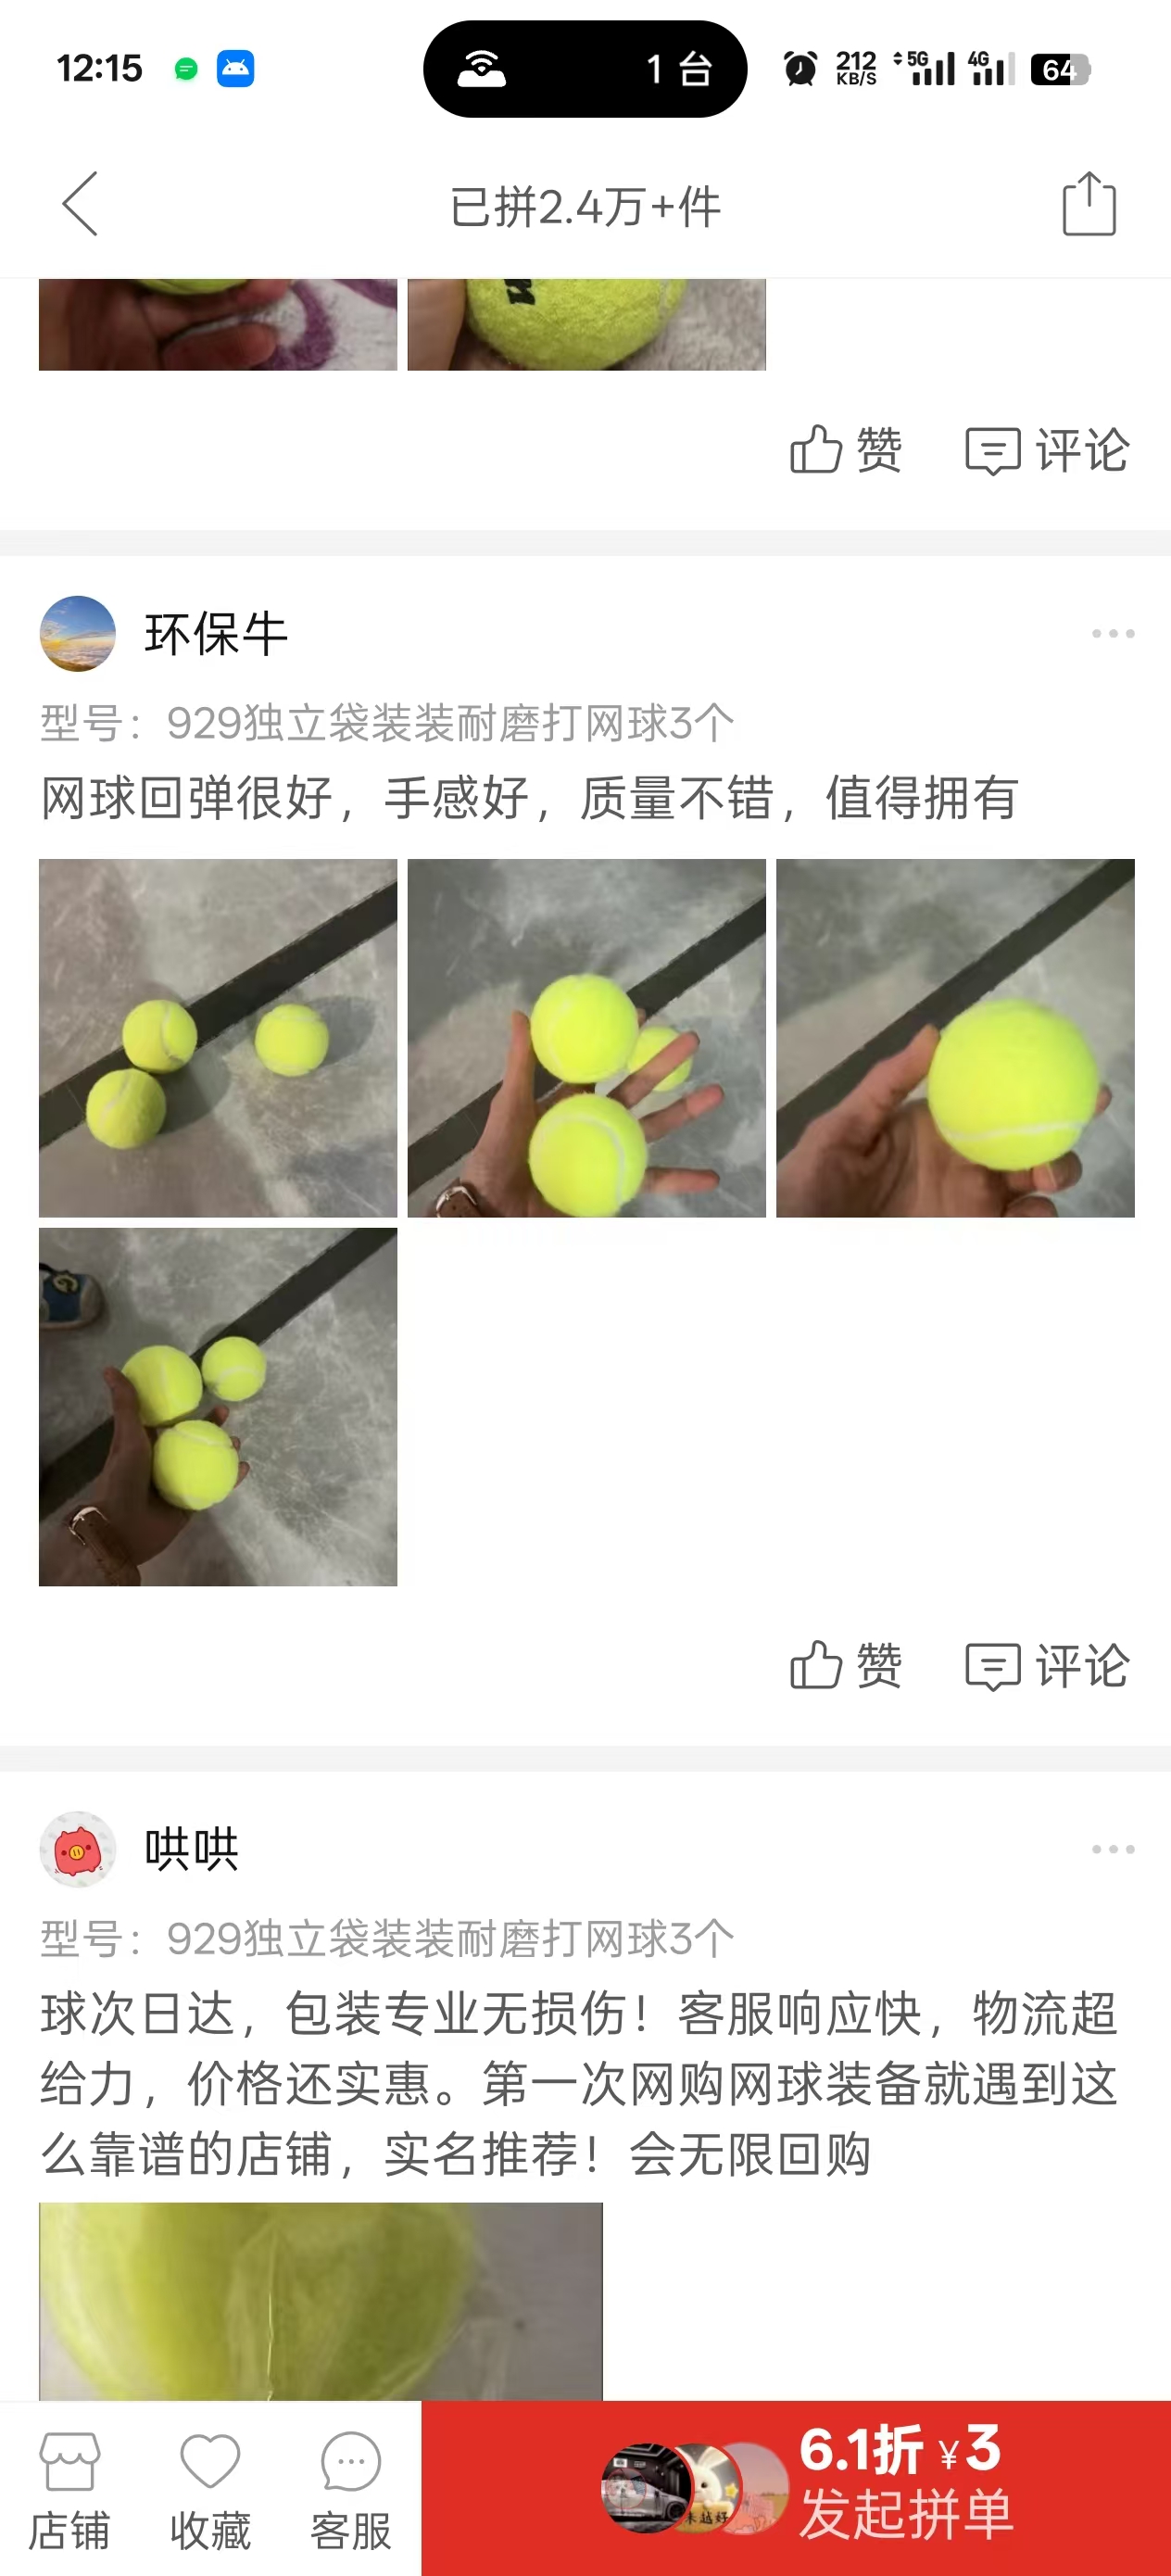 12:15
1 台
212
KB/S
5G
4G
64
已拼2.4万+件
赞
评论
环保牛
型号：929独立袋装装耐磨打网球3个
网球回弹很好，手感好，质量不错，值得拥有
赞
评论
哄哄
型号：929独立袋装装耐磨打网球3个
球次日达，包装专业无损伤！客服响应快，物流超
给力，价格还实惠。第一次网购网球装备就遇到这
么靠谱的店铺，实名推荐！会无限回购
店铺
收藏
客服
6.1折 ¥3
发起拼单